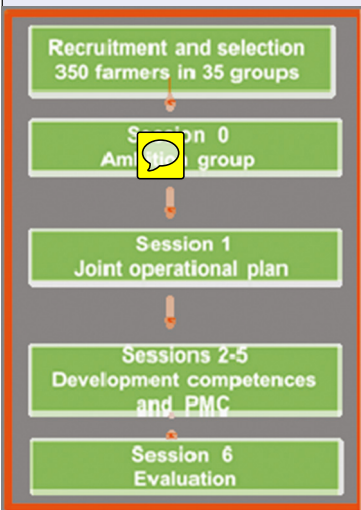 Recruitment and selection
350 farmers in 35 groups
Session 0
Ambition group
Session 1
Joint operational plan
Sessions 2-5
Development competences
and PMC
Session 6
Evaluation